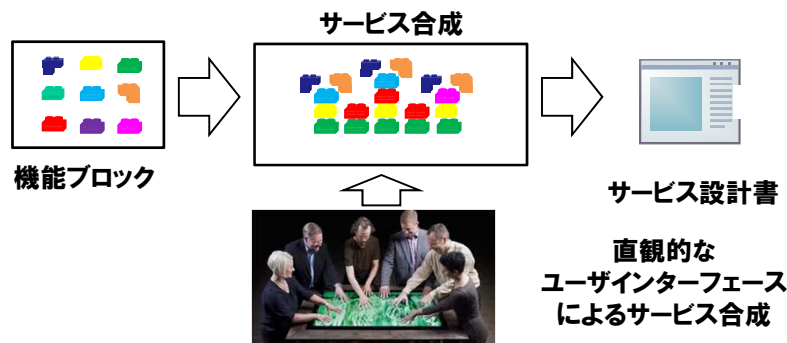 サービス合成
機能ブロック
サービス設計書
直観的な
ユーザインターフェース
によるサービス合成